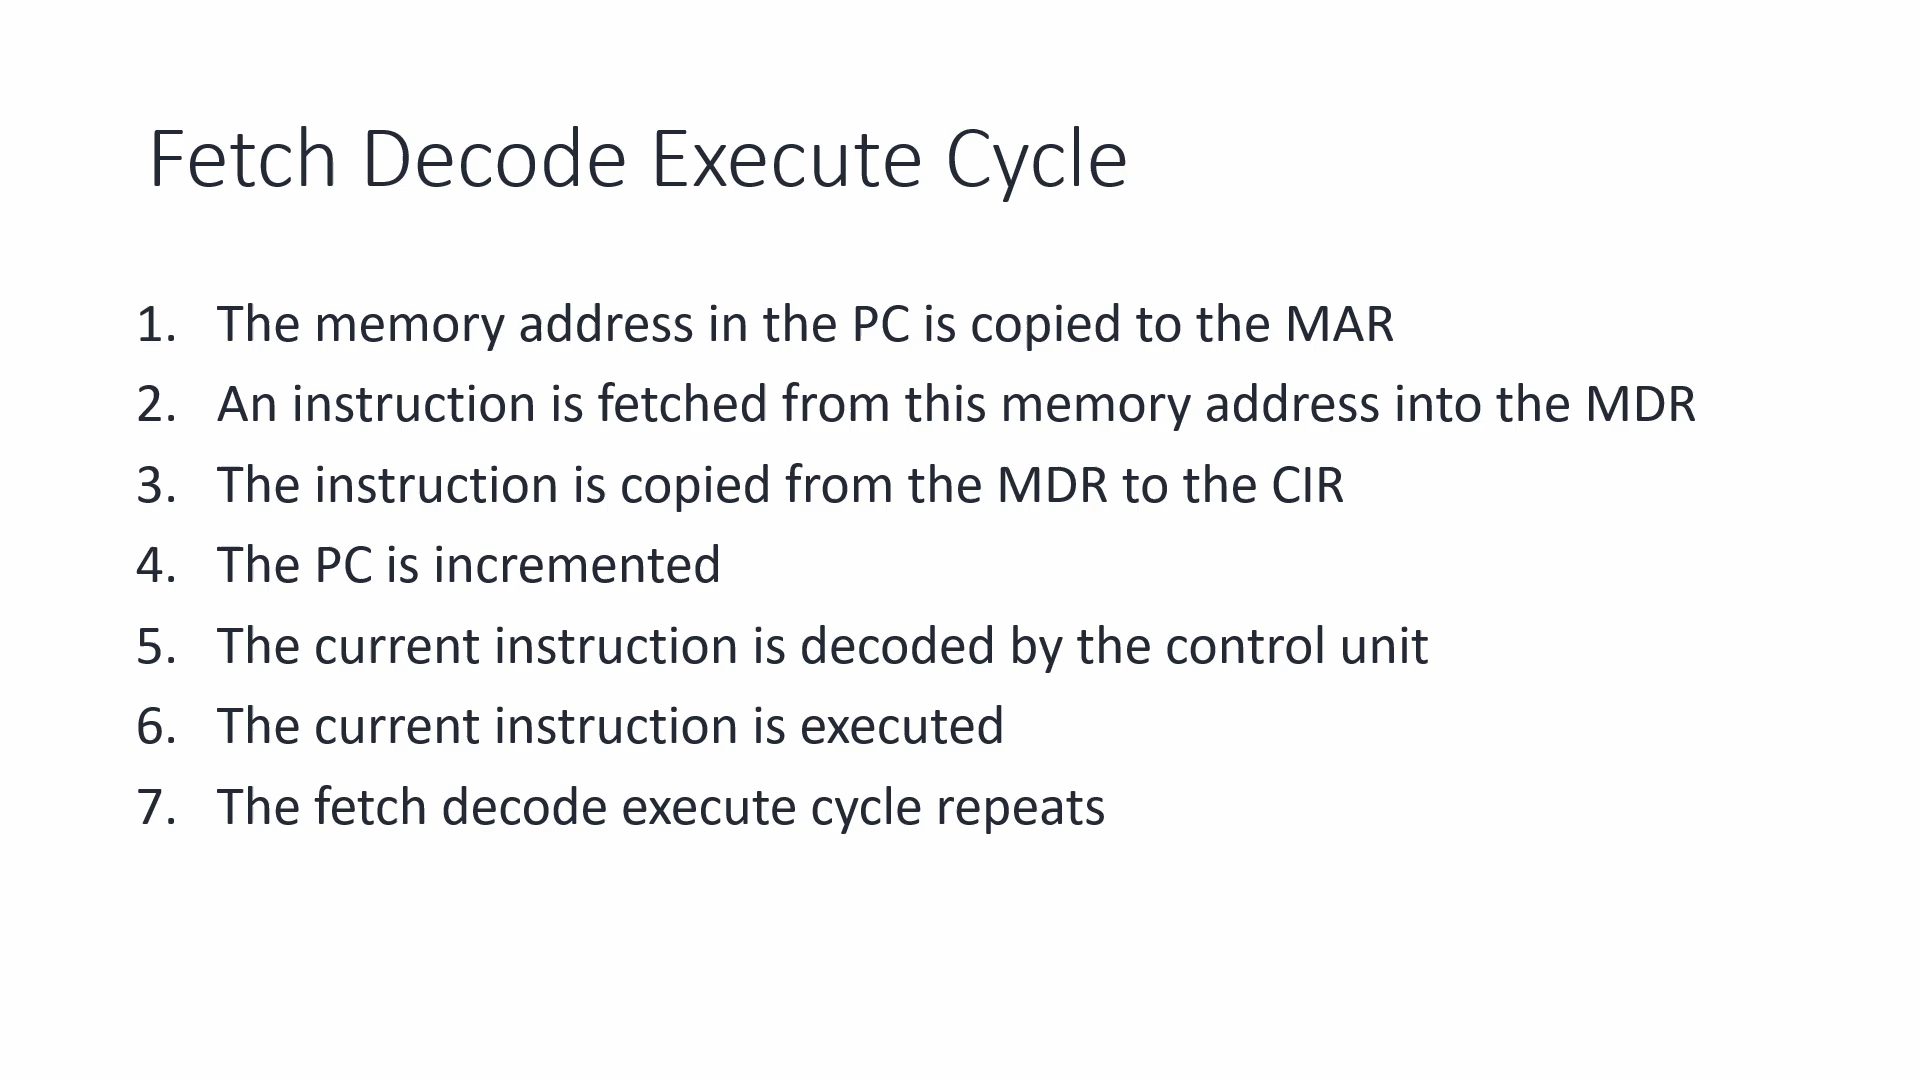 Fetch Decode Execute Cycle
1. The memory address in the PC is copied to the MAR
2. An instruction is fetched from this memory address into the MDR
3. The instruction is copied from the MDR to the CIR
4. The PC is incremented
5. The current instruction is decoded by the control unit
6. The current instruction is executed
7. The fetch decode execute cycle repeats